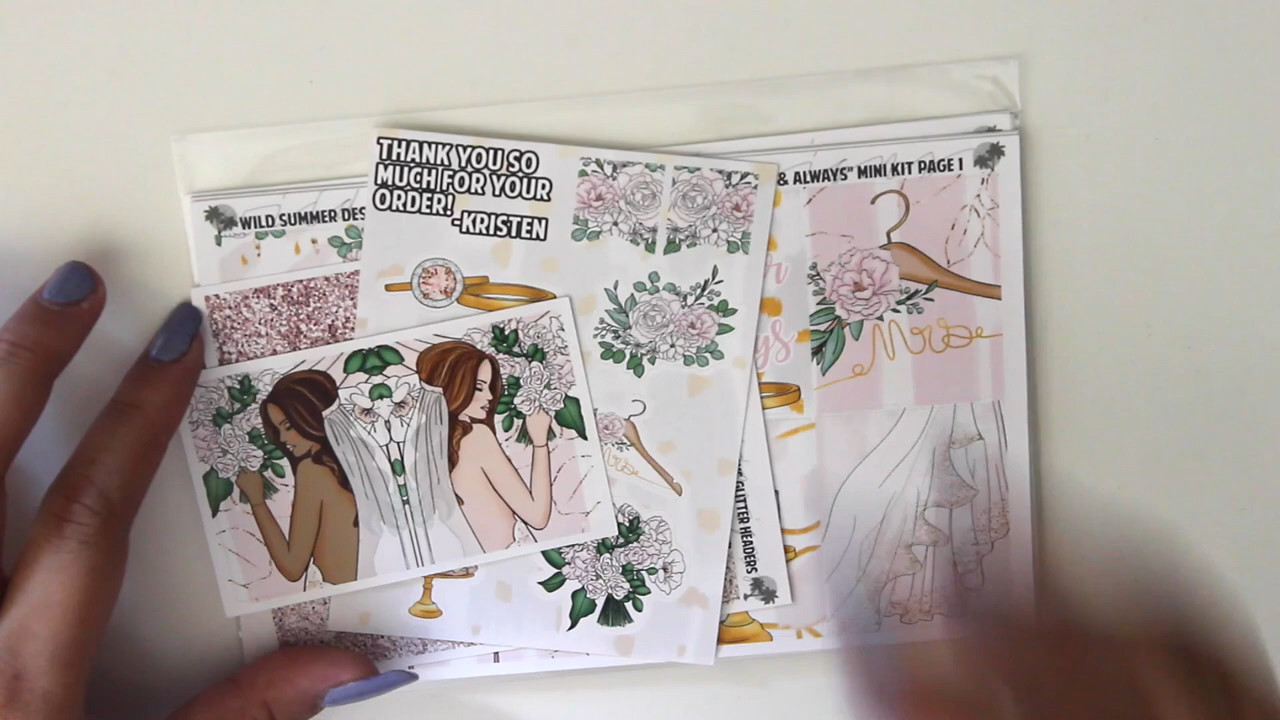 THANK YOU SO
MUCH FOR YOUR
ORDER!
-KRISTEN
& ALWAYS" MINI KIT PAGE 1
WILD SUMMER DES
Mrs
Mrs
GLITTER HEADERS